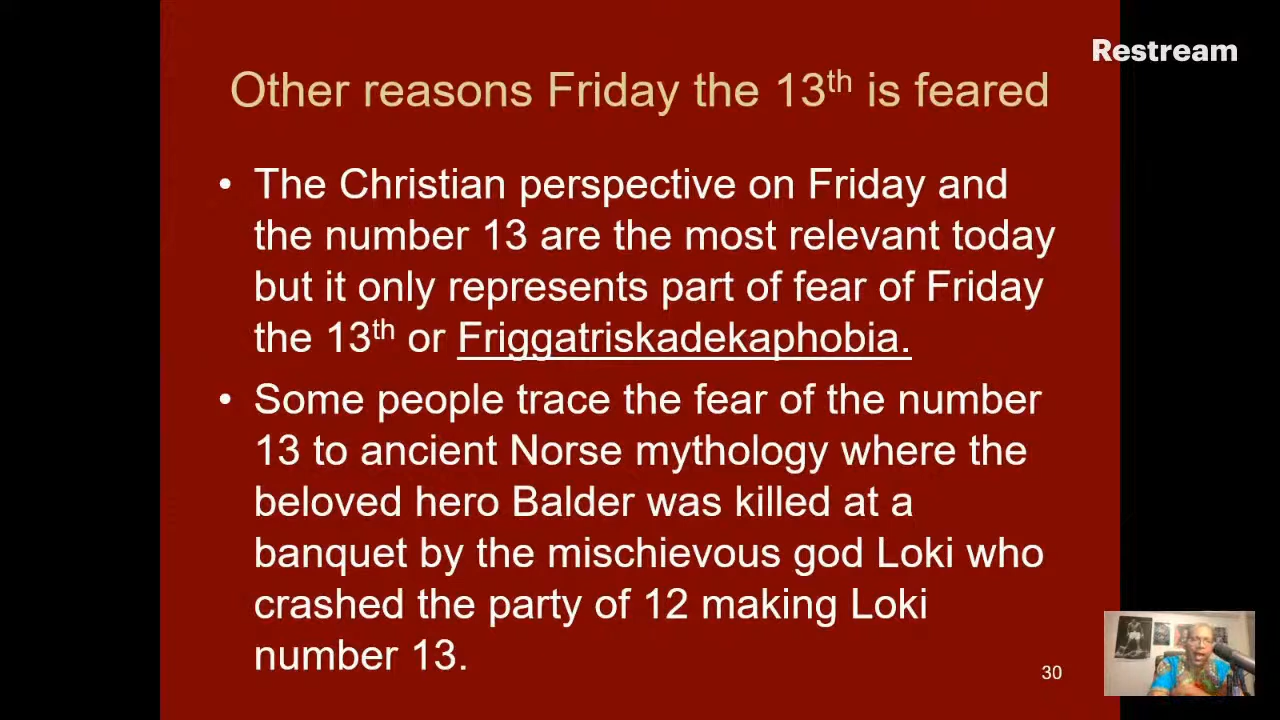 Restream
Other reasons Friday the 13th is feared
• The Christian perspective on Friday and
the number 13 are the most relevant today
but it only represents part of fear of Friday
the 13th or Friggatriskadekaphobia.
• Some people trace the fear of the number
13 to ancient Norse mythology where the
beloved hero Balder was killed at a
banquet by the mischievous god Loki who
crashed the party of 12 making Loki
number 13.
30